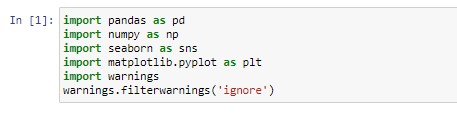 In [1]: import pandas as pd
import numpy as np
import seaborn as sns
import matplotlib.pyplot as plt
import warnings
warnings.filterwarnings('ignore')